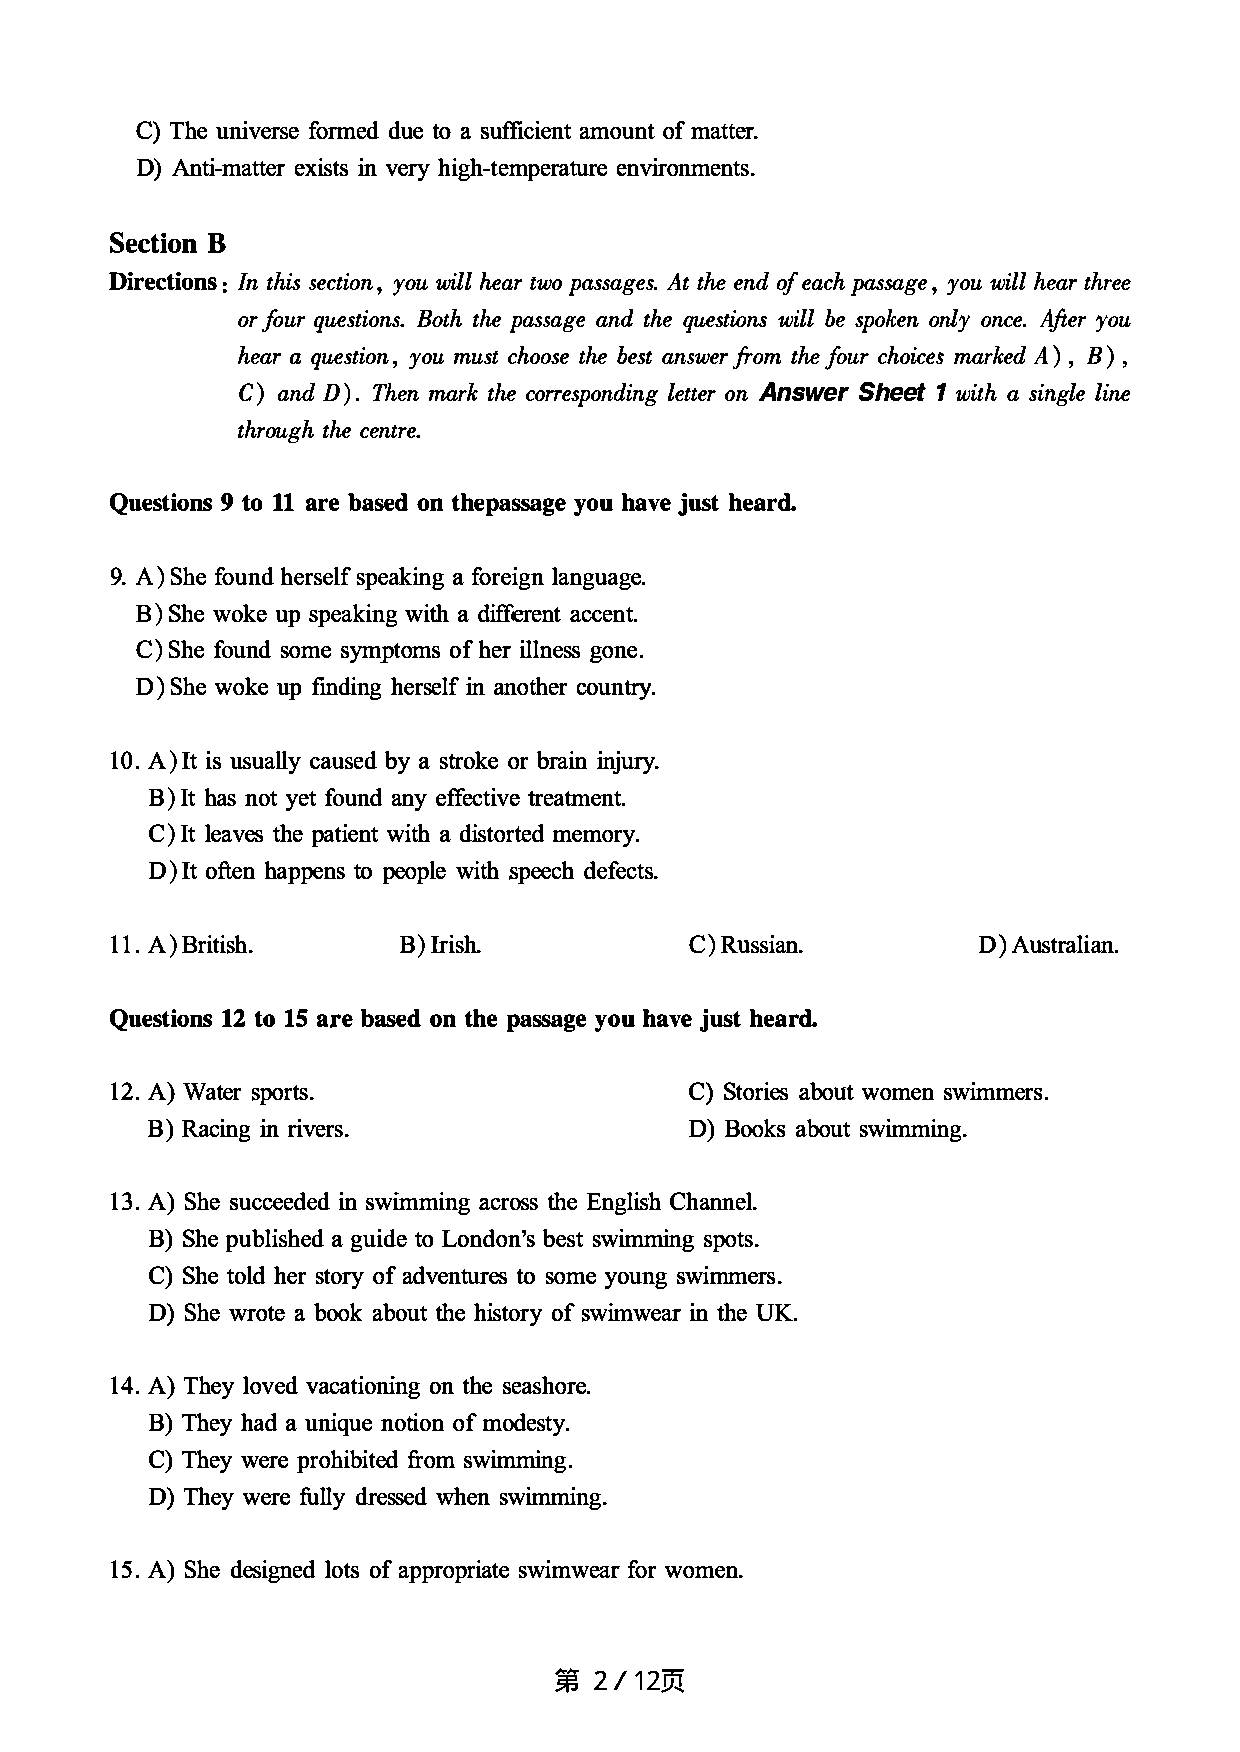 C) The universe formed due to a sufficient amount of matter.
D) Anti-matter exists in very high-temperature environments.
Section B
Directions: In this section, you will hear two passages. At the end of each passage, you will hear three
or four questions. Both the passage and the questions will be spoken only once. After you
hear a question, you must choose the best answer from the four choices marked A), B),
C) and D). Then mark the corresponding letter on Answer Sheet 1 with a single line
through the centre.
Questions 9 to 11 are based on thepassage you have just heard.
9. A) She found herself speaking a foreign language.
B) She woke up speaking with a different accent.
C) She found some symptoms of her illness gone.
D) She woke up finding herself in another country.
10. A) It is usually caused by a stroke or brain injury.
B) It has not yet found any effective treatment.
C) It leaves the patient with a distorted memory.
D) It often happens to people with speech defects.
11. A) British. B) Irish. C) Russian. D) Australian.
Questions 12 to 15 are based on the passage you have just heard.
12. A) Water sports. C) Stories about women swimmers.
B) Racing in rivers. D) Books about swimming.
13. A) She succeeded in swimming across the English Channel.
B) She published a guide to London's best swimming spots.
C) She told her story of adventures to some young swimmers.
D) She wrote a book about the history of swimwear in the UK.
14. A) They loved vacationing on the seashore.
B) They had a unique notion of modesty.
C) They were prohibited from swimming.
D) They were fully dressed when swimming.
15. A) She designed lots of appropriate swimwear for women.
第 2 / 12页